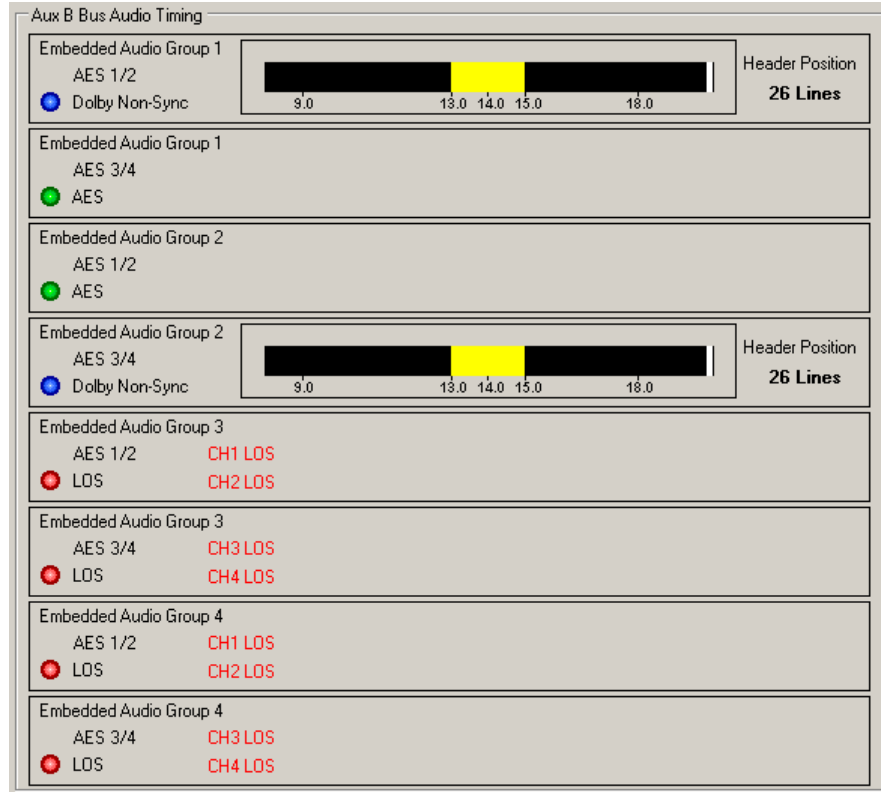 Aux B Bus Audio Timing
Embedded Audio Group 1
AES 1/2
Dolby Non-Sync
9.0 13.0 14.0 15.0 18.0
Header Position
26 Lines
Embedded Audio Group 1
AES 3/4
AES
Embedded Audio Group 2
AES 1/2
AES
Embedded Audio Group 2
AES 3/4
Dolby Non-Sync
9.0 13.0 14.0 15.0 18.0
Header Position
26 Lines
Embedded Audio Group 3
AES 1/2 CH1 LOS
LOS CH2 LOS
Embedded Audio Group 3
AES 3/4 CH3 LOS
LOS CH4 LOS
Embedded Audio Group 4
AES 1/2 CH1 LOS
LOS CH2 LOS
Embedded Audio Group 4
AES 3/4 CH3 LOS
LOS CH4 LOS